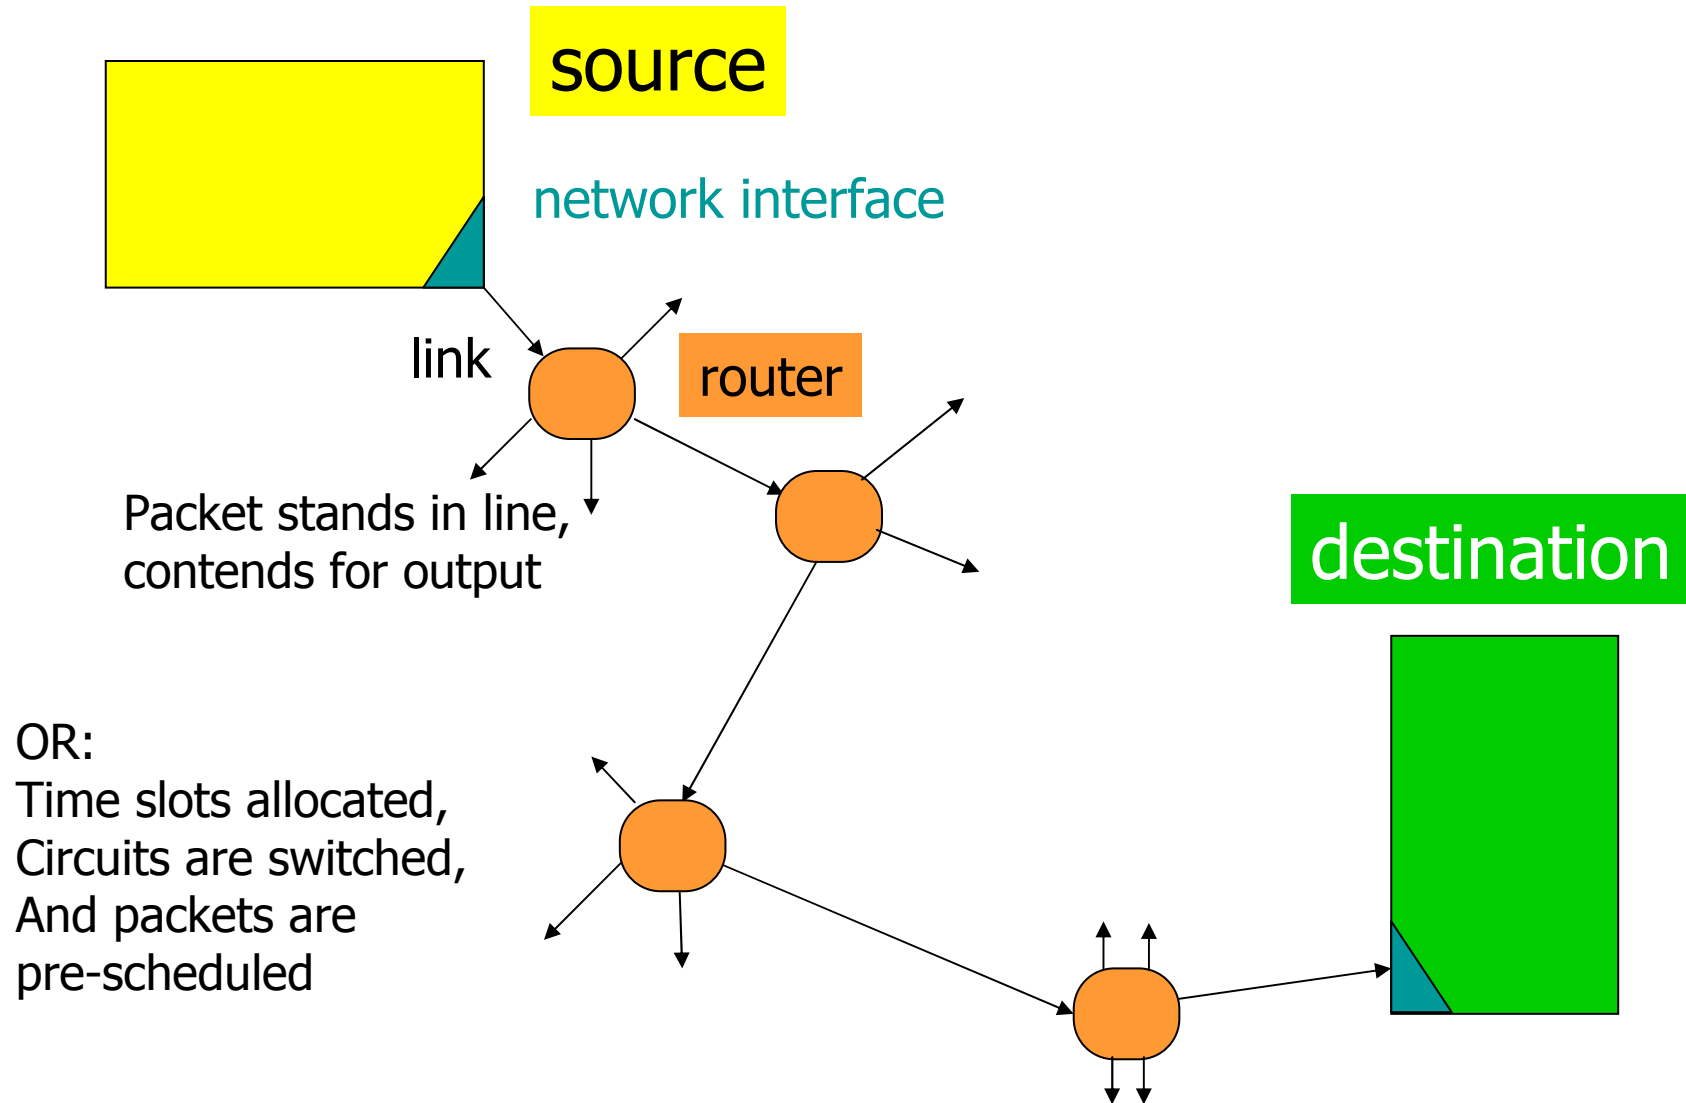 source
network interface
link
router
Packet stands in line,
contends for output
destination
OR:
Time slots allocated,
Circuits are switched,
And packets are
pre-scheduled